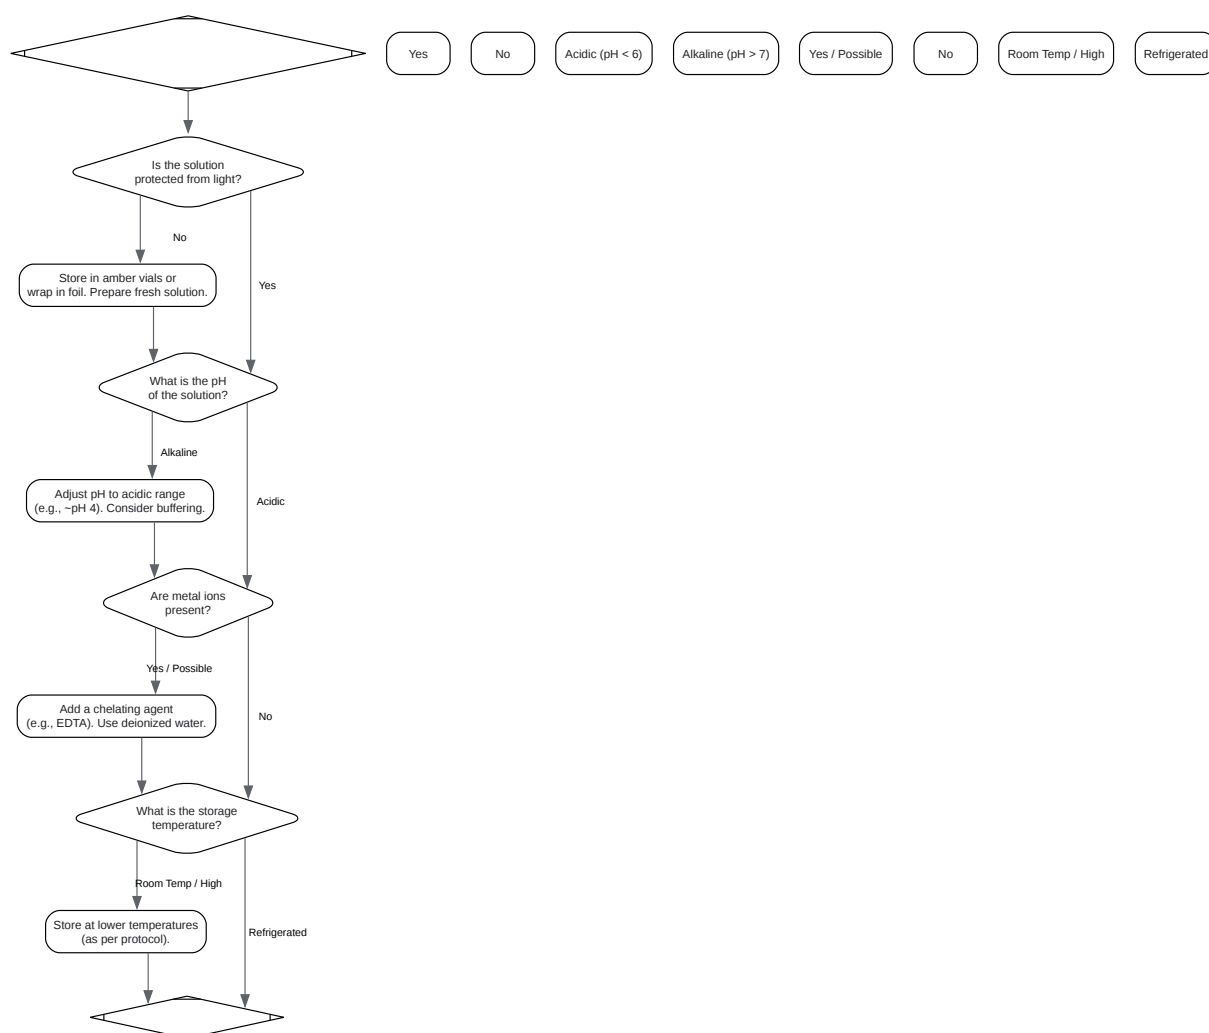 Yes
No
Acidic (pH < 6)
Alkaline (pH > 7)
Yes / Possible
No
Room Temp / High
Refrigerated
Is the solution
protected from light?
No
Store in amber vials or
wrap in foil. Prepare fresh solution.
Yes
What is the pH
of the solution?
Alkaline
Adjust pH to acidic range
(e.g., ~pH 4). Consider buffering.
Acidic
Are metal ions
present?
Yes / Possible
Add a chelating agent
(e.g., EDTA). Use deionized water.
No
What is the storage
temperature?
Room Temp / High
Store at lower temperatures
(as per protocol).
Refrigerated